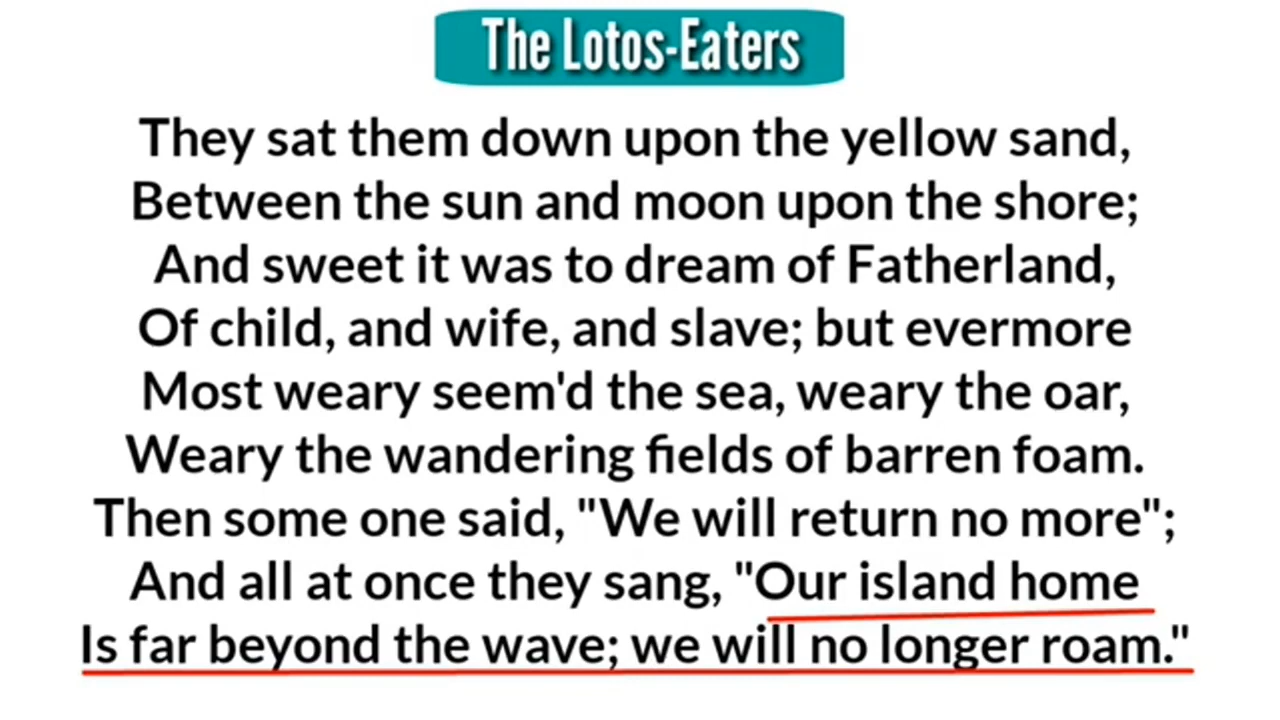 The Lotos-Eaters
They sat them down upon the yellow sand,
Between the sun and moon upon the shore;
And sweet it was to dream of Fatherland,
Of child, and wife, and slave; but evermore
Most weary seem'd the sea, weary the oar,
Weary the wandering fields of barren foam.
Then some one said, "We will return no more";
And all at once they sang, "Our island home
Is far beyond the wave; we will no longer roam."